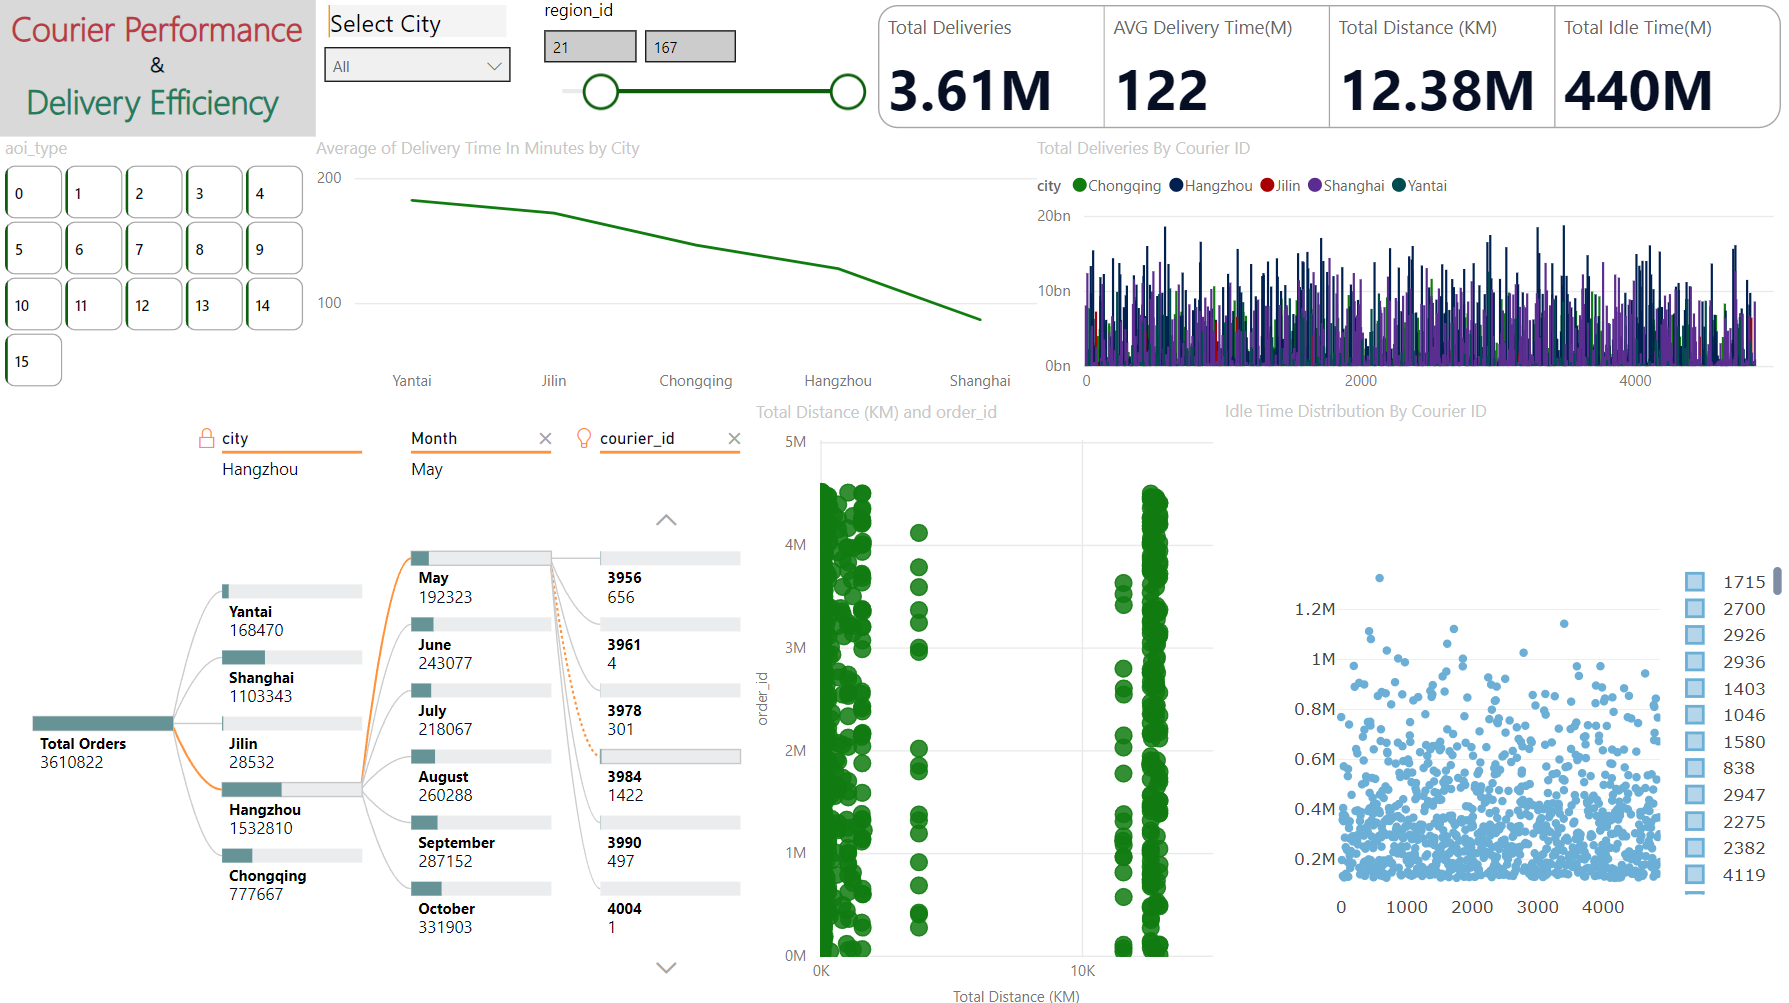 Courier Performance
&
Delivery Efficiency
Select City
All
region_id
21 167
Total Deliveries
3.61M
AVG Delivery Time(M)
122
Total Distance (KM)
12.38M
Total Idle Time(M)
440M
aoi_type
0 1 2 3 4
5 6 7 8 9
10 11 12 13 14
15
Average of Delivery Time In Minutes by City
200
100
Yantai Jilin Chongqing Hangzhou Shanghai
Total Deliveries By Courier ID
city Chongqing Hangzhou Jilin Shanghai Yantai
20bn
10bn
0bn
0 2000 4000
city
Hangzhou
Month
May
courier_id
Total Orders
3610822
Yantai
168470
Shanghai
1103343
Jilin
28532
Hangzhou
1532810
Chongqing
777667
May
192323
June
243077
July
218067
August
260288
September
287152
October
331903
3956
656
3961
4
3978
301
3984
1422
3990
497
4004
1
Total Distance (KM) and order_id
order_id
5M
4M
3M
2M
1M
0M
0K 10K
Total Distance (KM)
Idle Time Distribution By Courier ID
1.2M
1M
0.8M
0.6M
0.4M
0.2M
0 1000 2000 3000 4000
1715
2700
2926
2936
1403
1046
1580
838
2947
2275
2382
4119